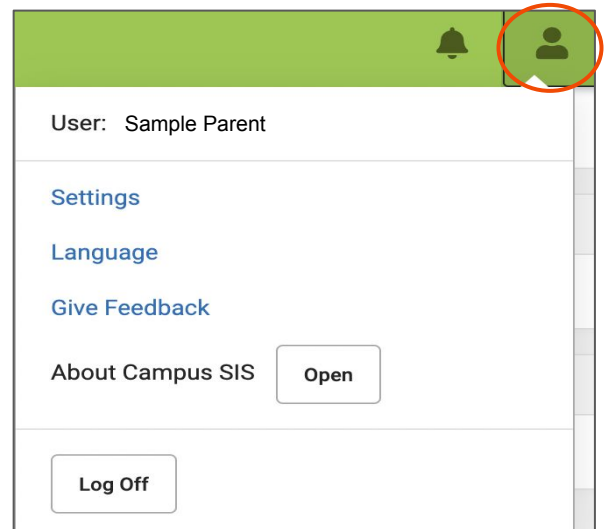 User: Sample Parent
Settings
Language
Give Feedback
About Campus SIS Open
Log Off